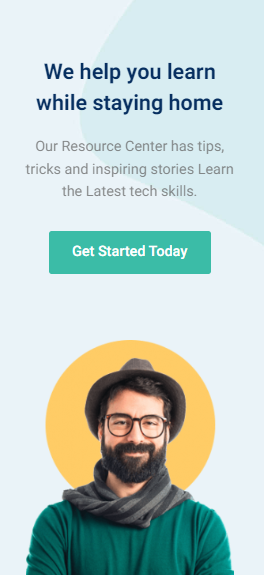 We help you learn
while staying home
Our Resource Center has tips,
tricks and inspiring stories Learn
the Latest tech skills.
Get Started Today